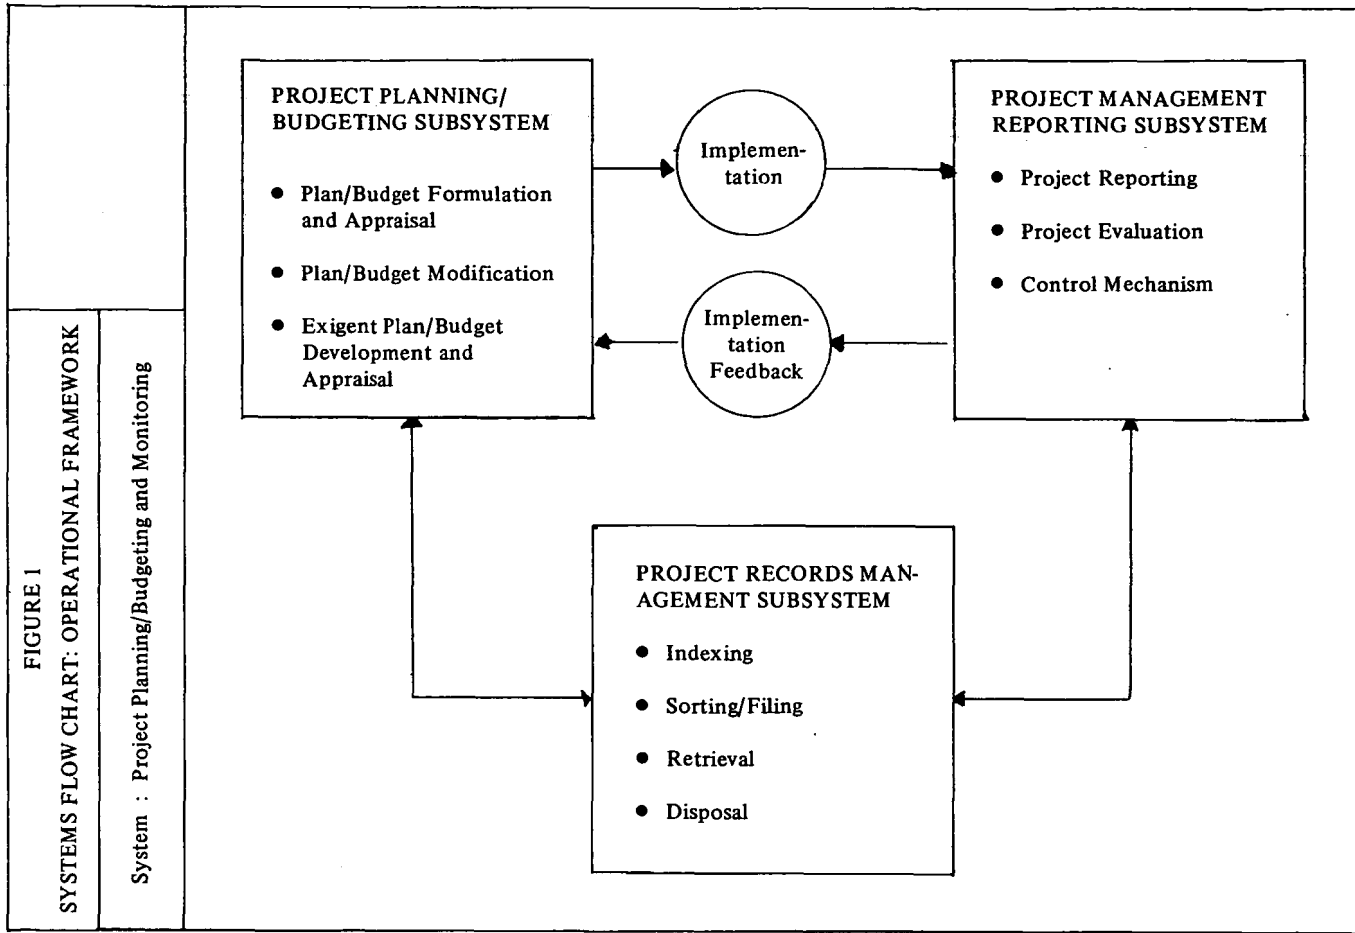 FIGURE 1
SYSTEMS FLOW CHART: OPERATIONAL FRAMEWORK
System : Project Planning/Budgeting and Monitoring
PROJECT PLANNING/
BUDGETING SUBSYSTEM
● Plan/Budget Formulation
and Appraisal
● Plan/Budget Modification
● Exigent Plan/Budget
Development and
Appraisal
Implemen-
tation
Implemen-
tation
Feedback
PROJECT MANAGEMENT
REPORTING SUBSYSTEM
● Project Reporting
● Project Evaluation
● Control Mechanism
PROJECT RECORDS MAN-
AGEMENT SUBSYSTEM
● Indexing
● Sorting/Filing
● Retrieval
● Disposal